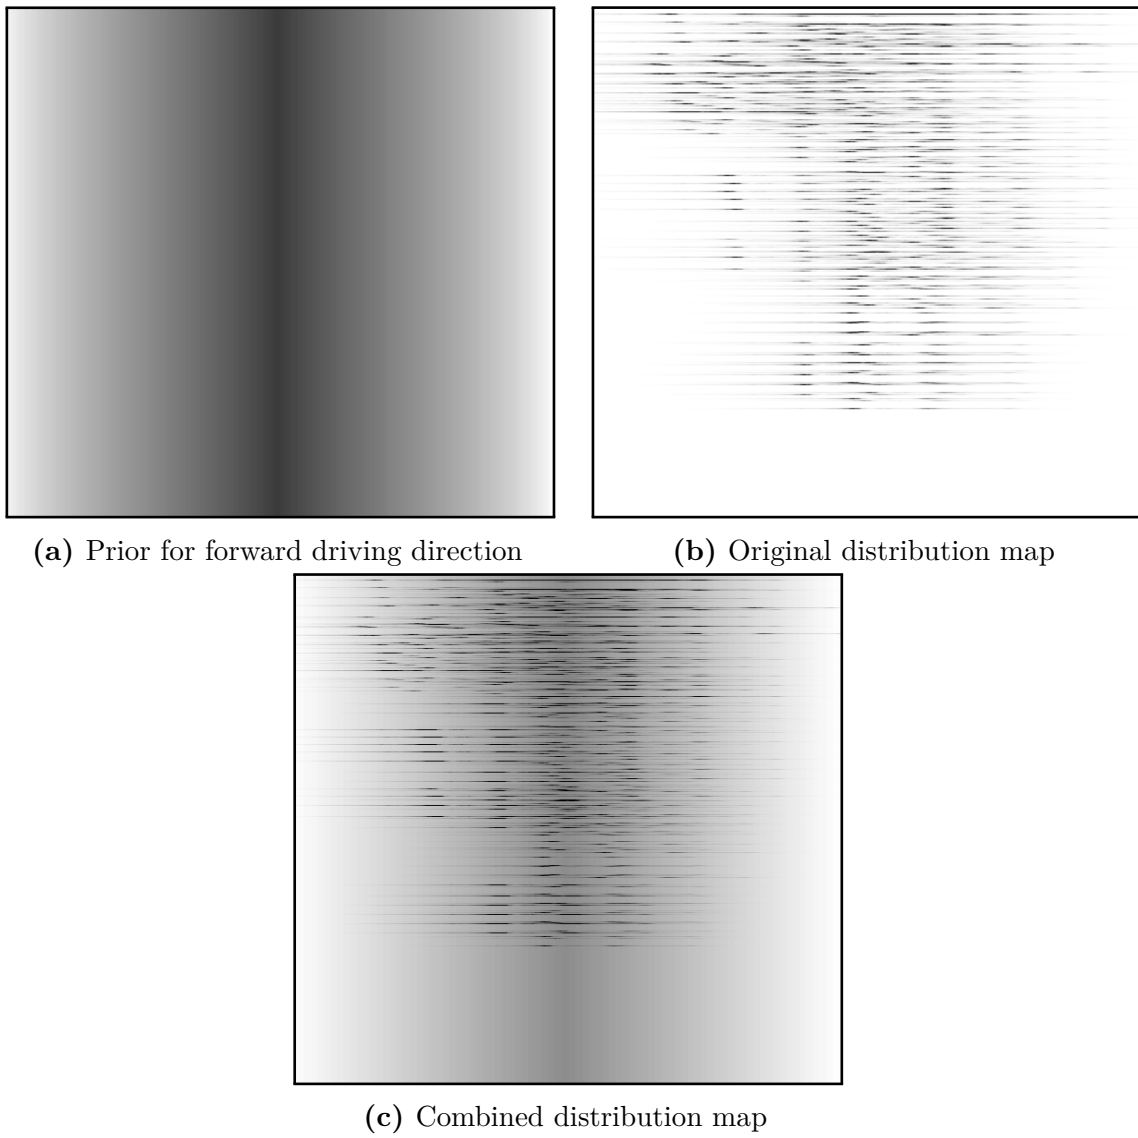 (a) Prior for forward driving direction
(b) Original distribution map
(c) Combined distribution map